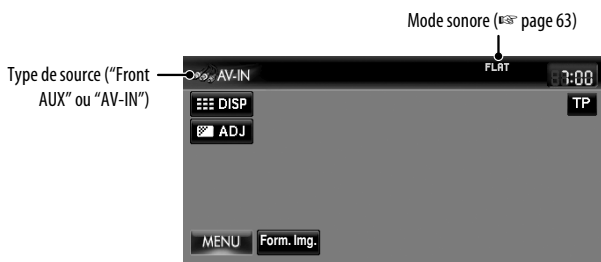 Mode sonore (☞ page 63)
Type de source (“Front
AUX” ou “AV-IN”)
AV-IN
FLAT
7:00
DISP
TP
ADJ
MENU
Form. Img.